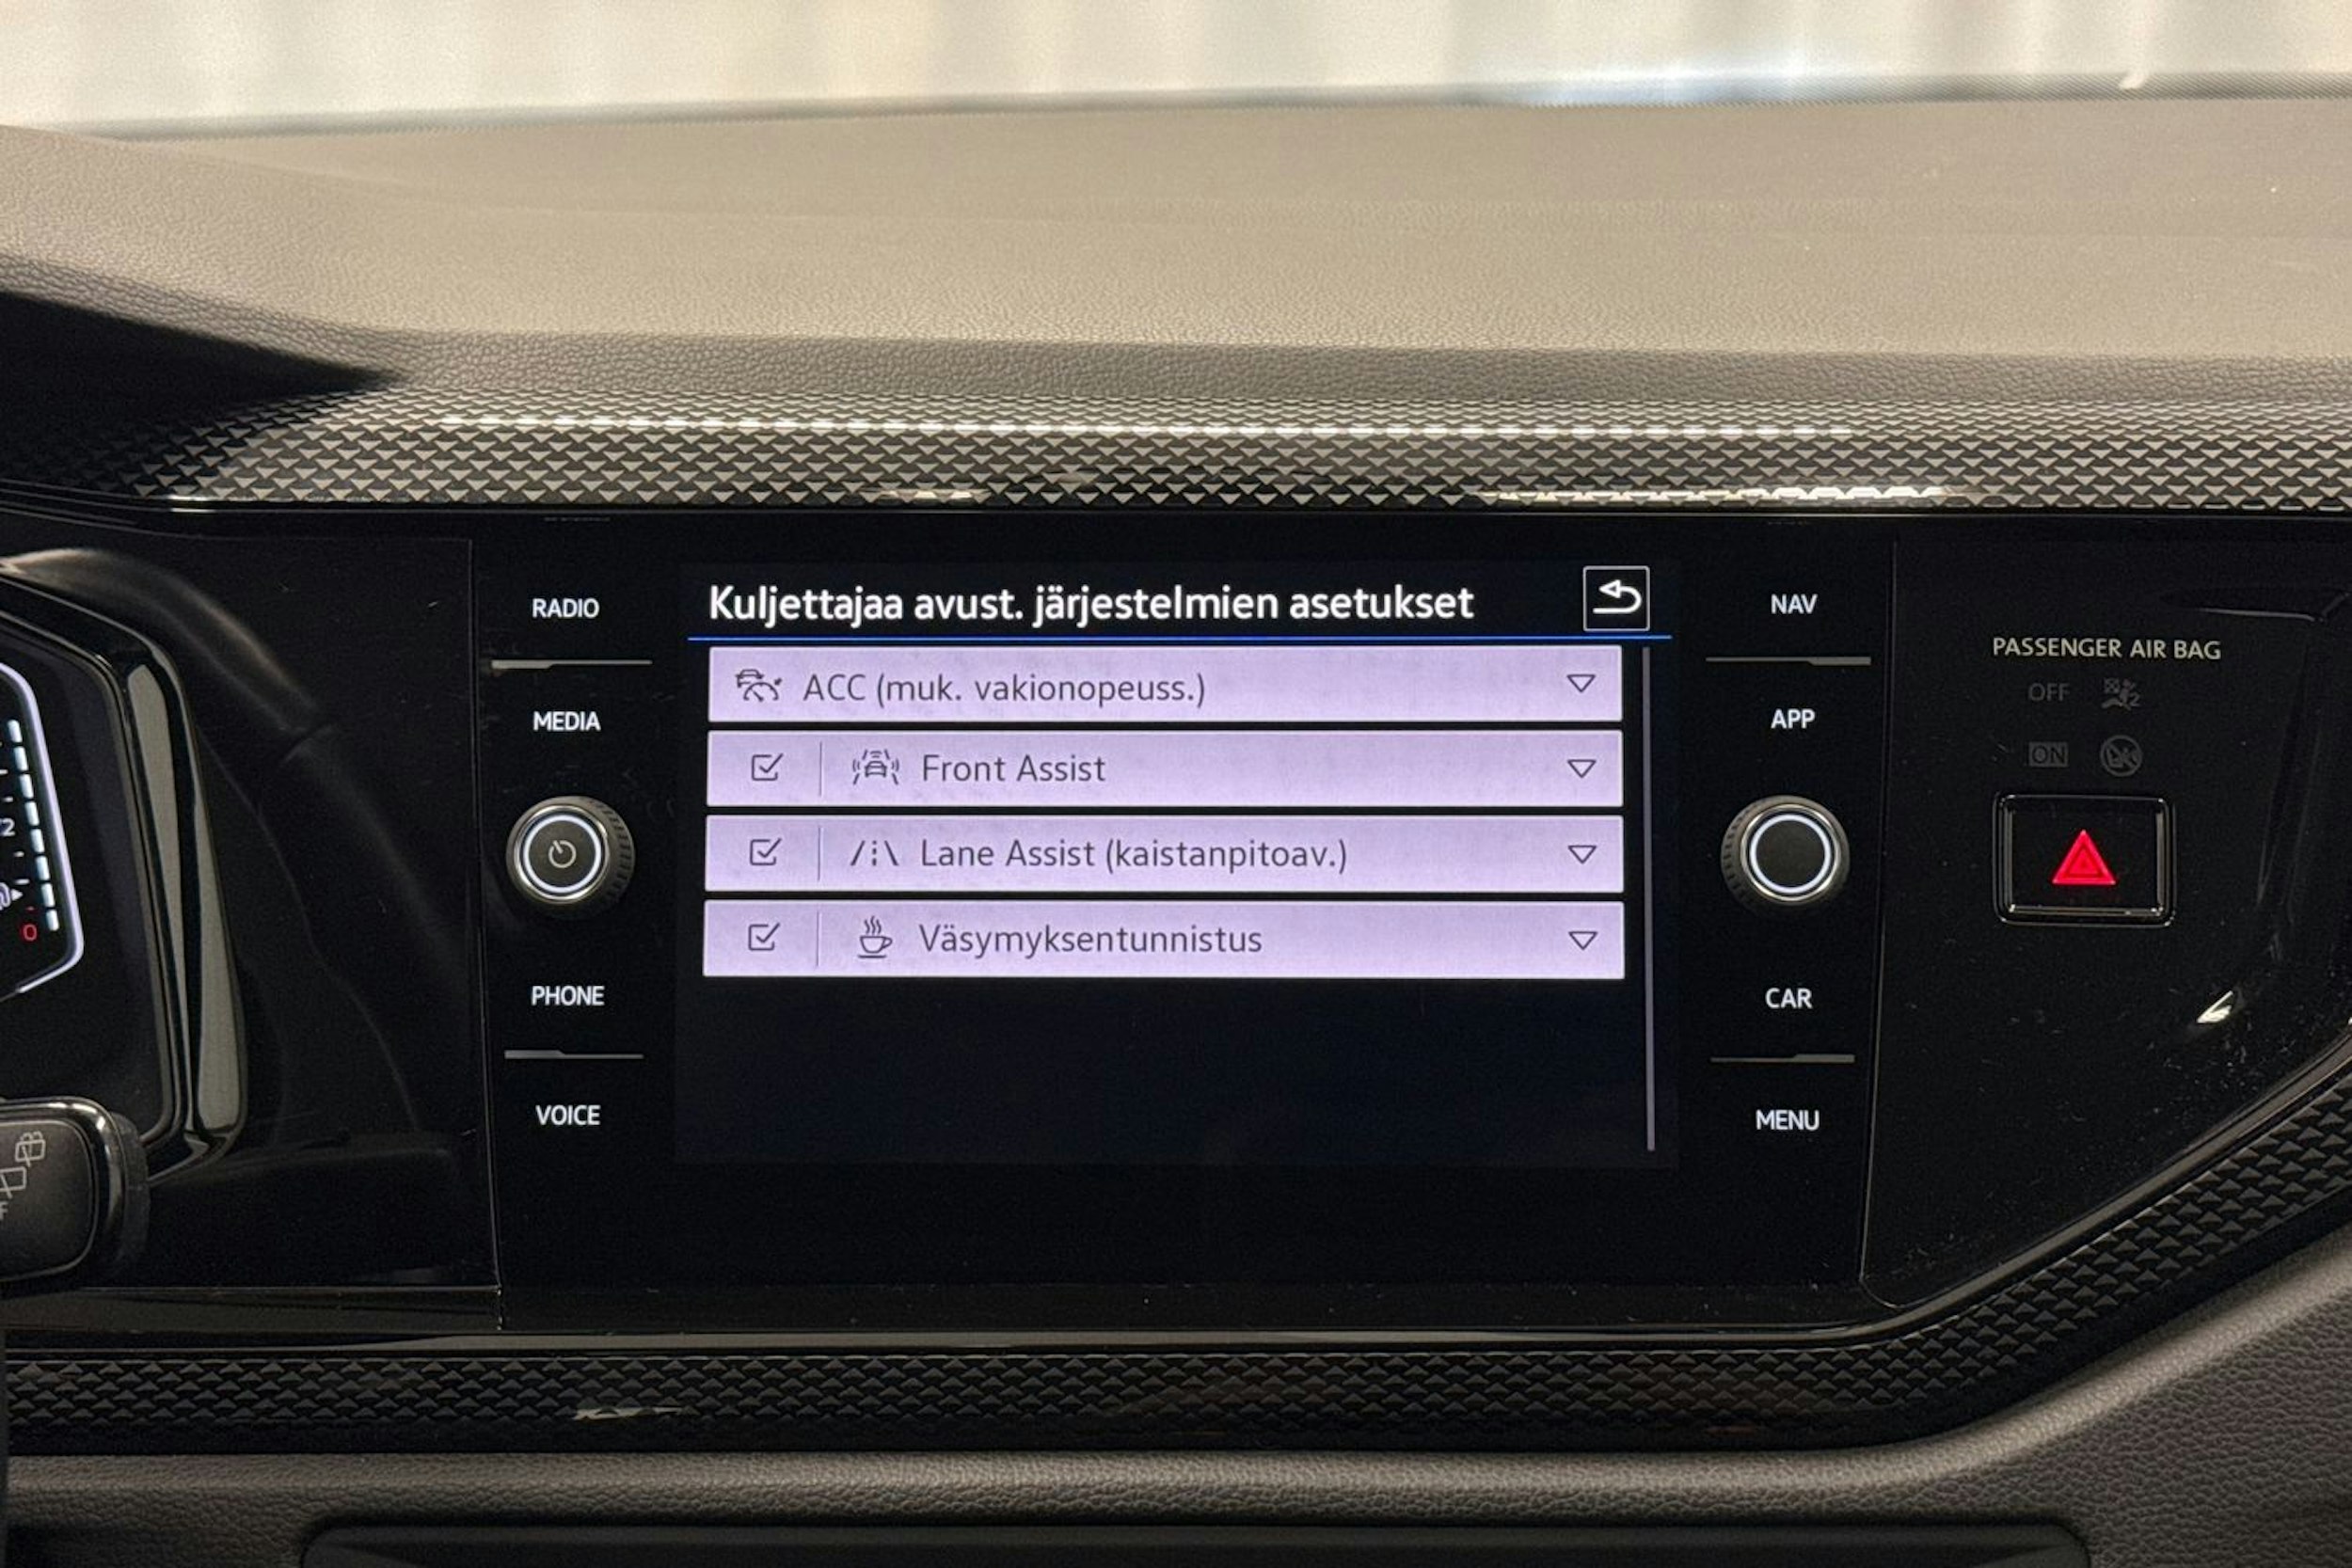 Kuljettajaa avust. järjestelmien asetukset
ACC (muk. vakionopeuss.)
Front Assist
Lane Assist (kaistanpitoav.)
Väsymyksentunnistus
RADIO
MEDIA
PHONE
VOICE
NAV
APP
CAR
MENU
PASSENGER AIR BAG
OFF
ON
0